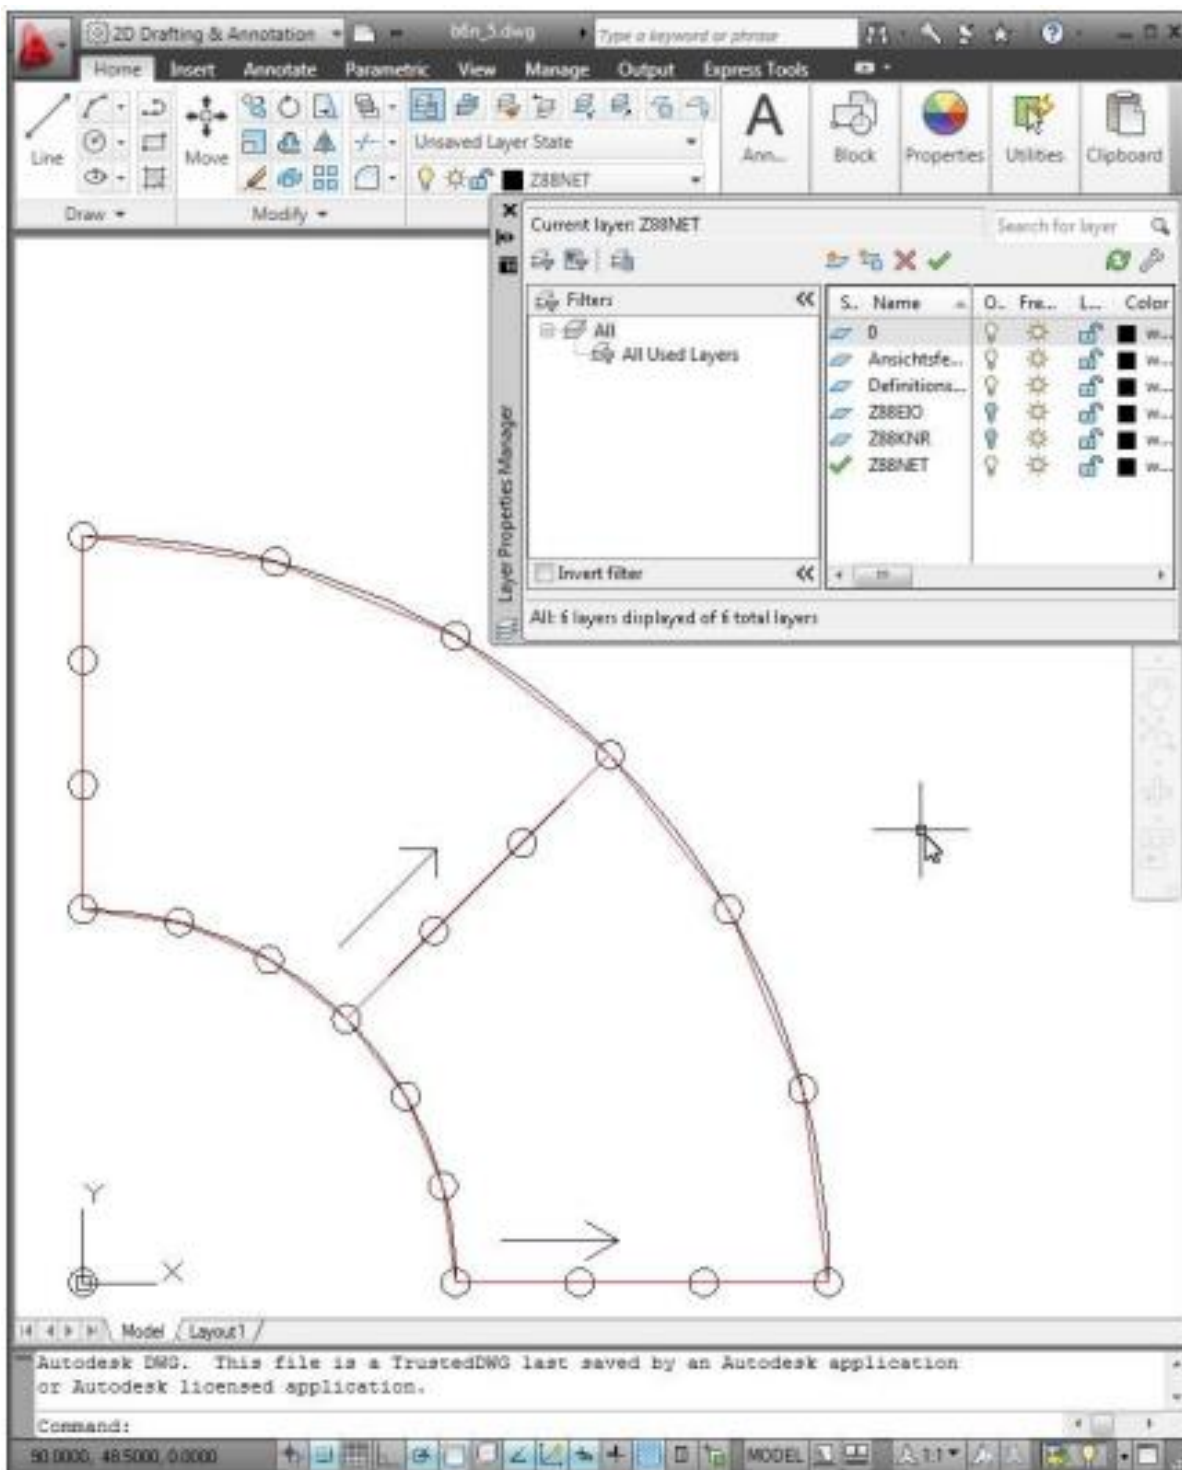 2D Drafting & Annotation b6n_5.dwg Type a keyword or phrase
Home Insert Annotate Parametric View Manage Output Express Tools
Line Move Unsaved Layer State Ann... Block Properties Utilities Clipboard
Z88NET
Draw Modify
Current layer: Z88NET Search for layer
Filters
All
All Used Layers
S.. Name O.. Fre... L... Color
0 w...
Ansichtsfe... w...
Definitions... w...
Z88EIO w...
Z88KNR w...
Z88NET w...
Invert filter
All: 6 layers displayed of 6 total layers
Layer Properties Manager
Y
X
Model Layout1
Autodesk DWG. This file is a TrustedDWG last saved by an Autodesk application
or Autodesk licensed application.
Command:
90.0000, 48.5000, 0.0000 MODEL 1:1